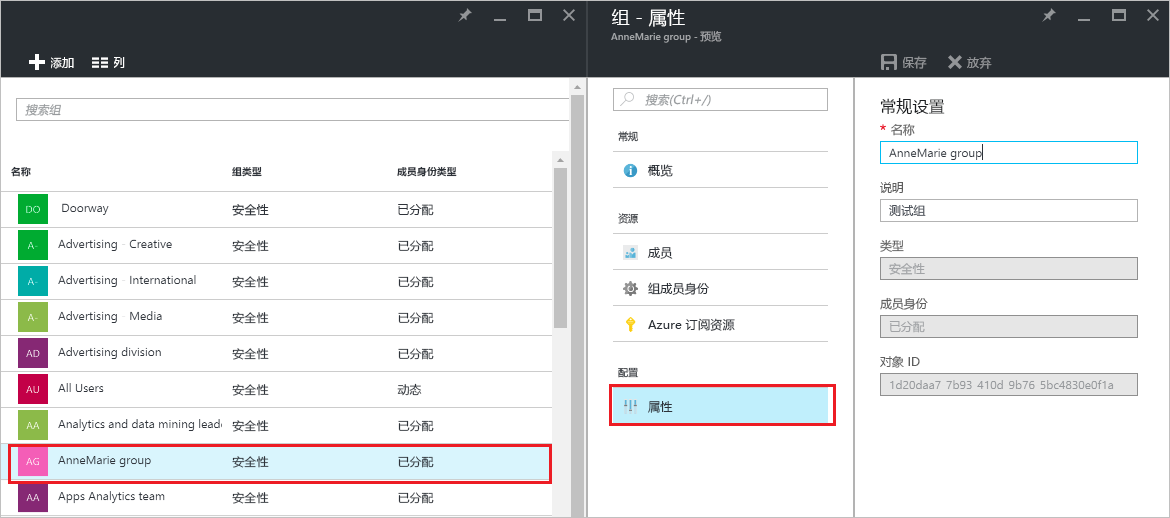 添加
列
搜索组
名称 组类型 成员身份类型
DO Doorway 安全性 已分配
A- Advertising - Creative 安全性 已分配
A- Advertising - International 安全性 已分配
A- Advertising - Media 安全性 已分配
AD Advertising division 安全性 已分配
AU All Users 安全性 动态
AA Analytics and data mining leade 安全性 已分配
AG AnneMarie group 安全性 已分配
AA Apps Analytics team 安全性 已分配
组 - 属性
AnneMarie group - 预览
搜索(Ctrl+/)
常规
概览
资源
成员
组成员身份
Azure 订阅资源
配置
属性
保存
放弃
常规设置
* 名称
AnneMarie group
说明
测试组
类型
安全性
成员身份
已分配
对象 ID
1d20daa7 7b93 410d 9b76 5bc4830e0f1a